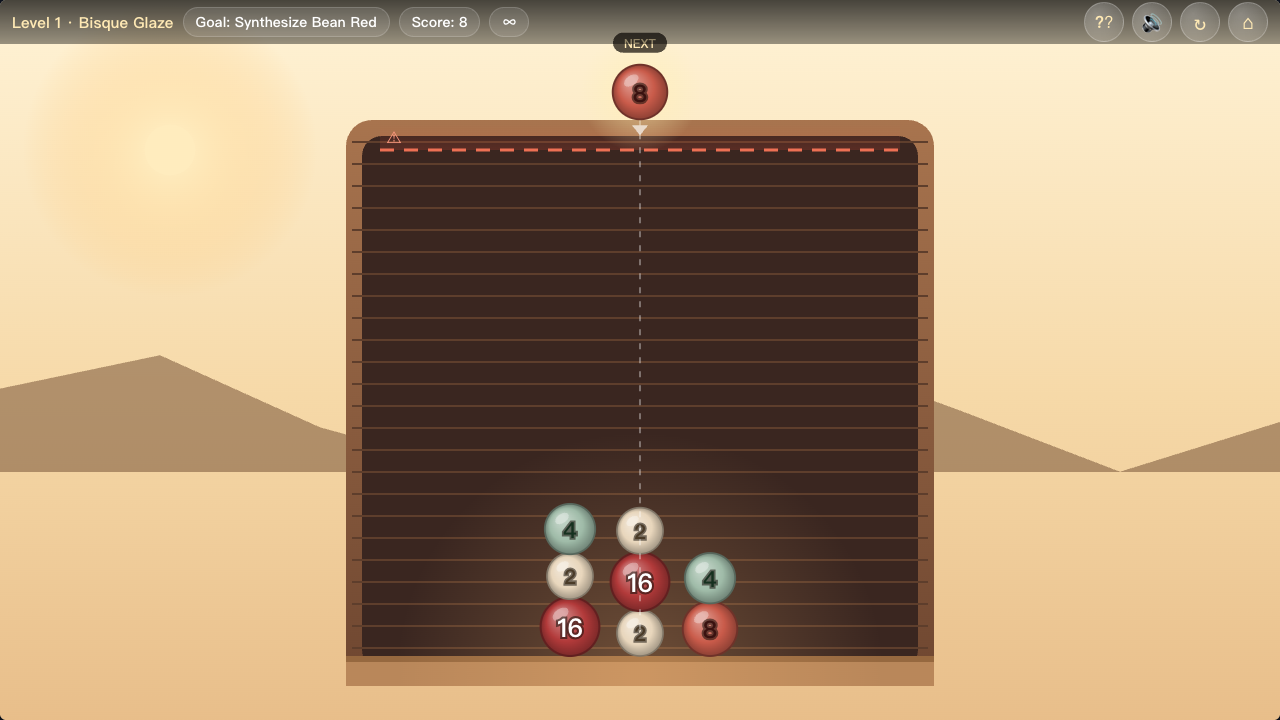 Level 1 · Bisque Glaze
Goal: Synthesize Bean Red
Score: 8
∞
??
NEXT
8
4
2
2
16
4
16
2
8